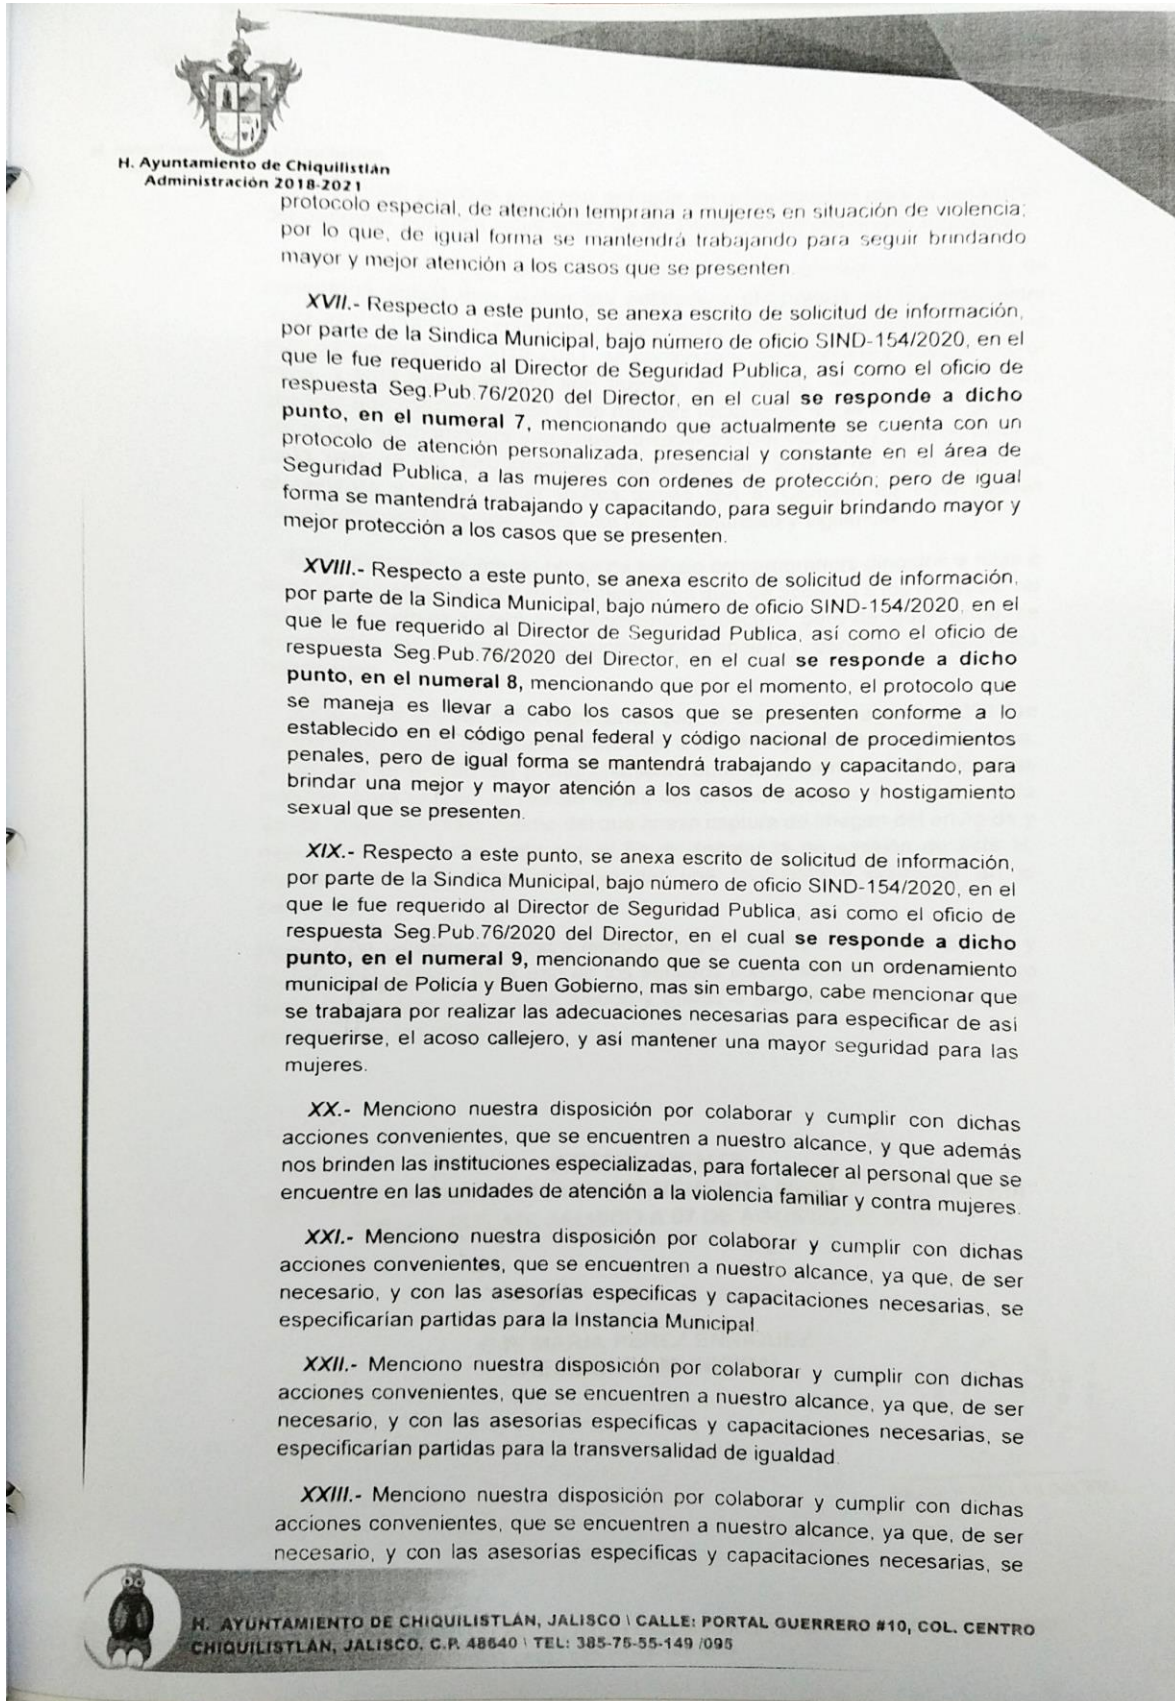 H. Ayuntamiento de Chiquilistlán
Administración 2018-2021
protocolo especial, de atención temprana a mujeres en situación de violencia;
por lo que, de igual forma se mantendrá trabajando para seguir brindando
mayor y mejor atención a los casos que se presenten.
XVII.- Respecto a este punto, se anexa escrito de solicitud de información,
por parte de la Sindica Municipal, bajo número de oficio SIND-154/2020, en el
que le fue requerido al Director de Seguridad Publica, así como el oficio de
respuesta Seg.Pub.76/2020 del Director, en el cual se responde a dicho
punto, en el numeral 7, mencionando que actualmente se cuenta con un
protocolo de atención personalizada, presencial y constante en el área de
Seguridad Publica, a las mujeres con ordenes de protección; pero de igual
forma se mantendrá trabajando y capacitando, para seguir brindando mayor y
mejor protección a los casos que se presenten.
XVIII.- Respecto a este punto, se anexa escrito de solicitud de información,
por parte de la Sindica Municipal, bajo número de oficio SIND-154/2020, en el
que le fue requerido al Director de Seguridad Publica, así como el oficio de
respuesta Seg.Pub.76/2020 del Director, en el cual se responde a dicho
punto, en el numeral 8, mencionando que por el momento, el protocolo que
se maneja es llevar a cabo los casos que se presenten conforme a lo
establecido en el código penal federal y código nacional de procedimientos
penales, pero de igual forma se mantendrá trabajando y capacitando, para
brindar una mejor y mayor atención a los casos de acoso y hostigamiento
sexual que se presenten.
XIX.- Respecto a este punto, se anexa escrito de solicitud de información,
por parte de la Sindica Municipal, bajo número de oficio SIND-154/2020, en el
que le fue requerido al Director de Seguridad Publica, así como el oficio de
respuesta Seg.Pub.76/2020 del Director, en el cual se responde a dicho
punto, en el numeral 9, mencionando que se cuenta con un ordenamiento
municipal de Policía y Buen Gobierno, mas sin embargo, cabe mencionar que
se trabajara por realizar las adecuaciones necesarias para especificar de así
requerirse, el acoso callejero, y así mantener una mayor seguridad para las
mujeres.
XX.- Menciono nuestra disposición por colaborar y cumplir con dichas
acciones convenientes, que se encuentren a nuestro alcance, y que además
nos brinden las instituciones especializadas, para fortalecer al personal que se
encuentre en las unidades de atención a la violencia familiar y contra mujeres.
XXI.- Menciono nuestra disposición por colaborar y cumplir con dichas
acciones convenientes, que se encuentren a nuestro alcance, ya que, de ser
necesario, y con las asesorías especificas y capacitaciones necesarias, se
especificarían partidas para la Instancia Municipal.
XXII.- Menciono nuestra disposición por colaborar y cumplir con dichas
acciones convenientes, que se encuentren a nuestro alcance, ya que, de ser
necesario, y con las asesorías específicas y capacitaciones necesarias, se
especificarían partidas para la transversalidad de igualdad.
XXIII.- Menciono nuestra disposición por colaborar y cumplir con dichas
acciones convenientes, que se encuentren a nuestro alcance, ya que, de ser
necesario, y con las asesorías especificas y capacitaciones necesarias, se
H. AYUNTAMIENTO DE CHIQUILISTLÁN, JALISCO \ CALLE: PORTAL GUERRERO #10, COL. CENTRO
CHIQUILISTLÁN, JALISCO. C.P. 48640 \ TEL: 385-75-55-149 /095